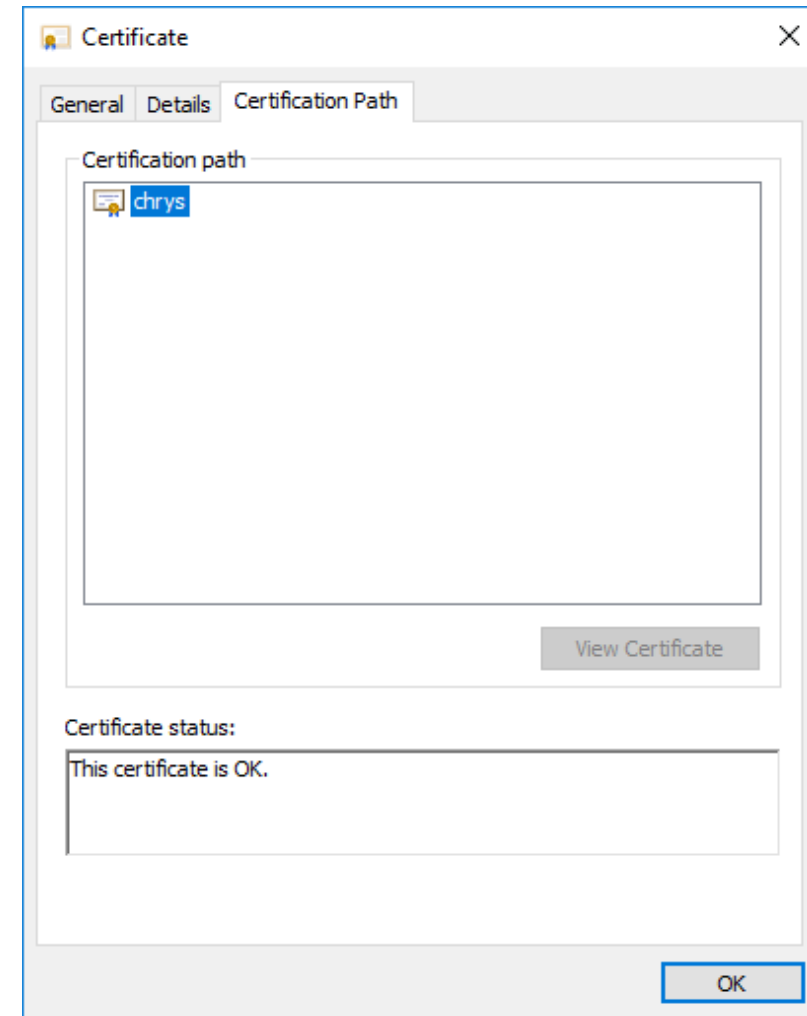 Certificate
General Details Certification Path
Certification path
chrys
View Certificate
Certificate status:
This certificate is OK.
OK